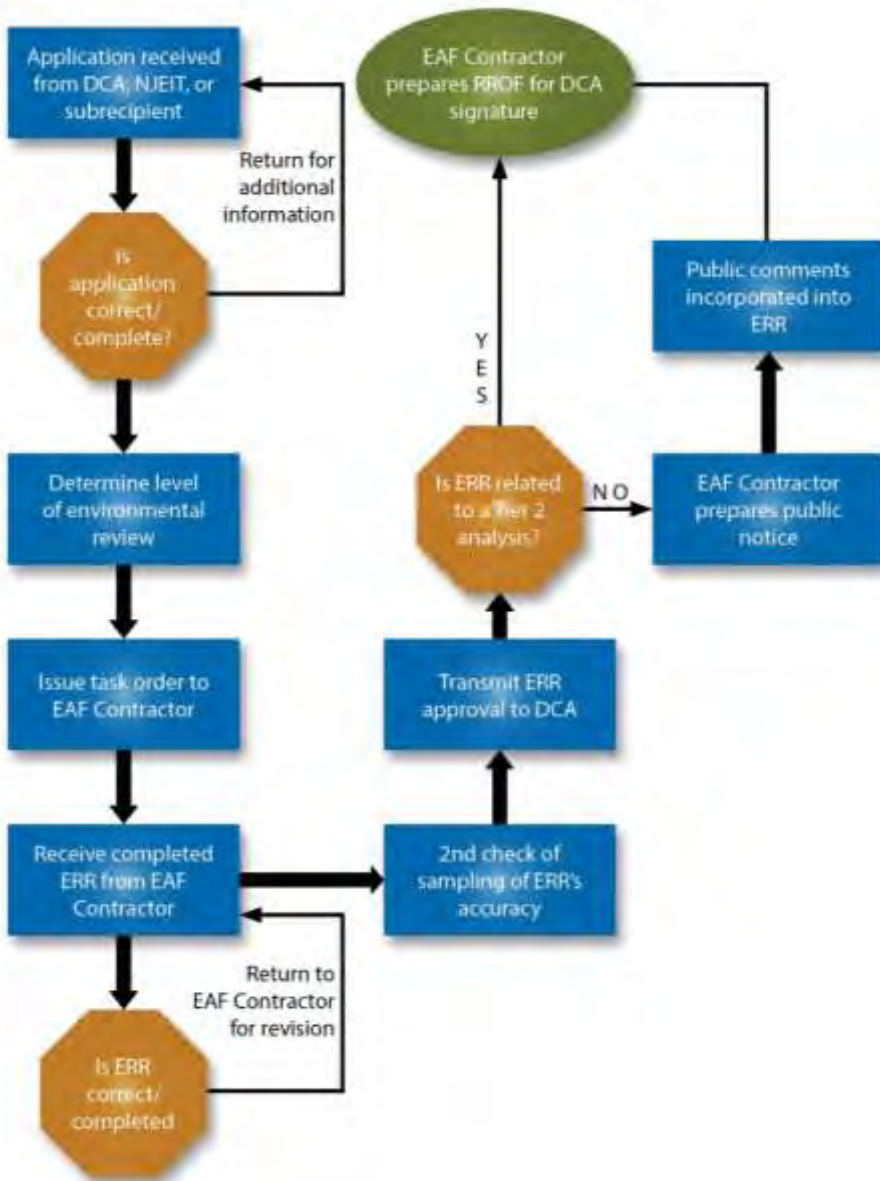 Application received
from DCA, NJEIT, or
subrecipient
Return for
additional
information
Is
application
correct/
complete?
Determine level
of environmental
review
Issue task order to
EAF Contractor
Receive completed
ERR from EAF
Contractor
Return to
EAF Contractor
for revision
Is ERR
correct/
completed
2nd check of
sampling of ERR's
accuracy
Transmit ERR
approval to DCA
Is ERR related
to a Tier 2
analysis?
YES
NO
EAF Contractor
prepares public
notice
Public comments
incorporated into
ERR
EAF Contractor
prepares RROF for DCA
signature